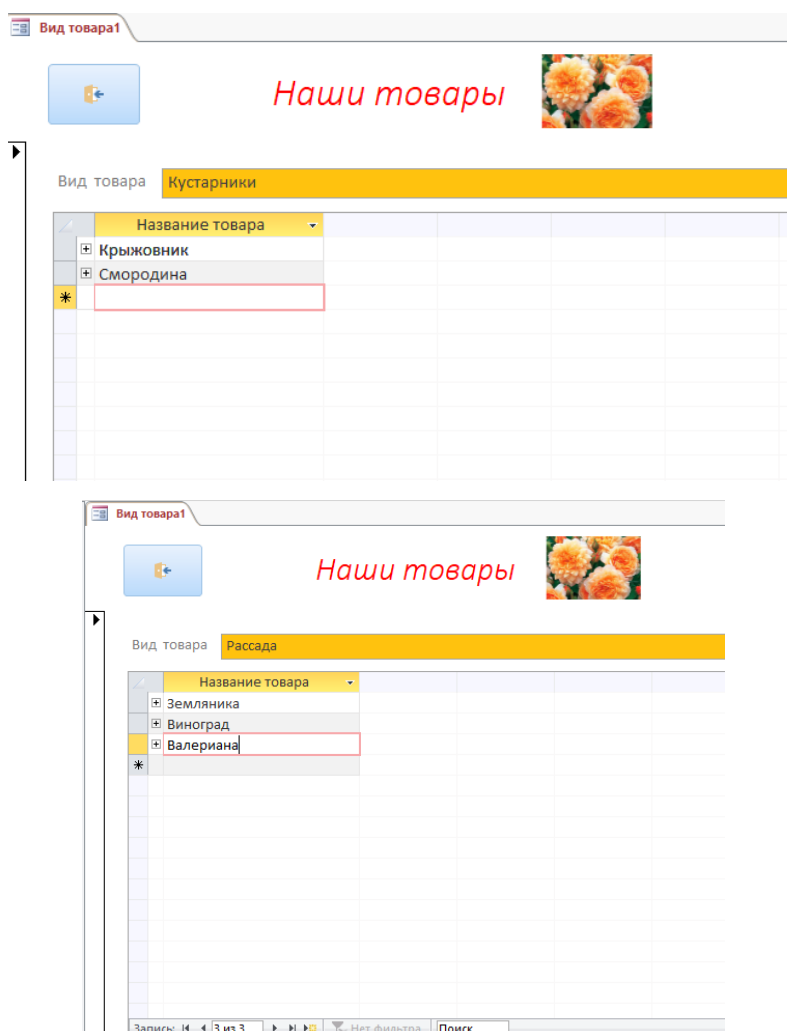 Вид товара1
Наши товары
Вид товара Кустарники
Название товара
Крыжовник
Смородина
Вид товара1
Наши товары
Вид товара Рассада
Название товара
Земляника
Виноград
Валериана
Запись: 3 из 3 Нет фильтра Поиск